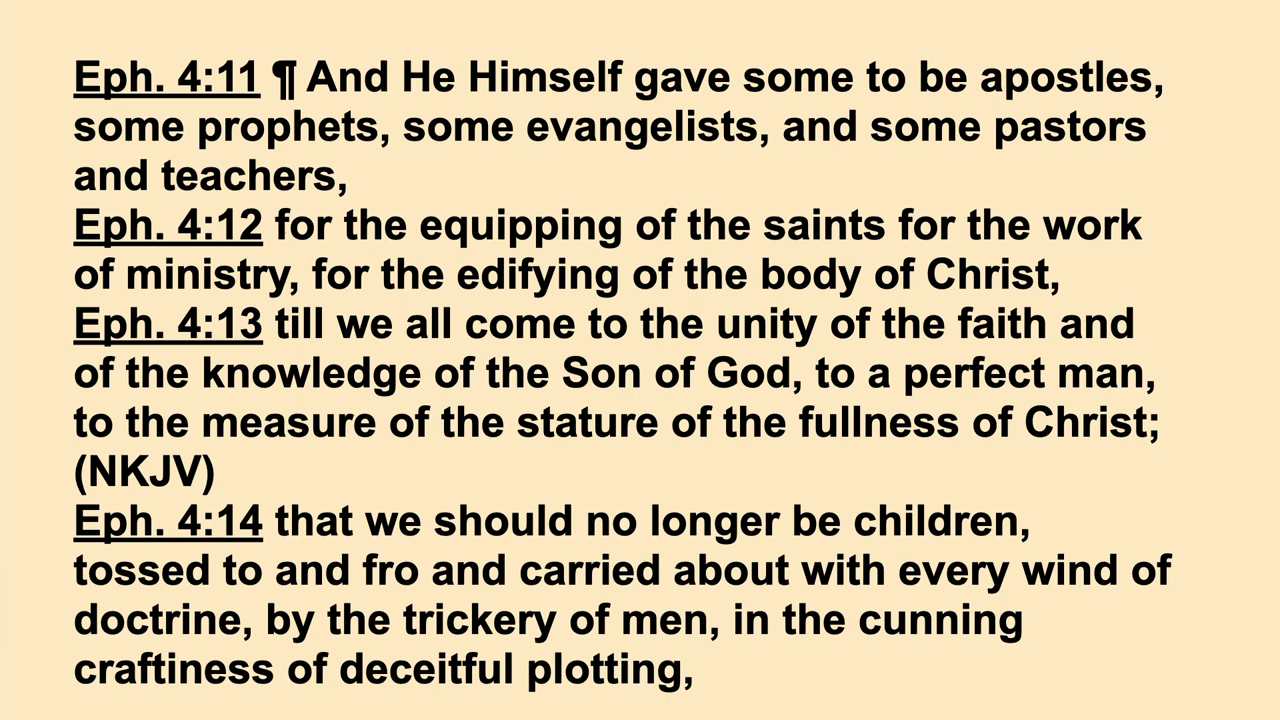 Eph. 4:11 ¶ And He Himself gave some to be apostles,
some prophets, some evangelists, and some pastors
and teachers,
Eph. 4:12 for the equipping of the saints for the work
of ministry, for the edifying of the body of Christ,
Eph. 4:13 till we all come to the unity of the faith and
of the knowledge of the Son of God, to a perfect man,
to the measure of the stature of the fullness of Christ;
(NKJV)
Eph. 4:14 that we should no longer be children,
tossed to and fro and carried about with every wind of
doctrine, by the trickery of men, in the cunning
craftiness of deceitful plotting,